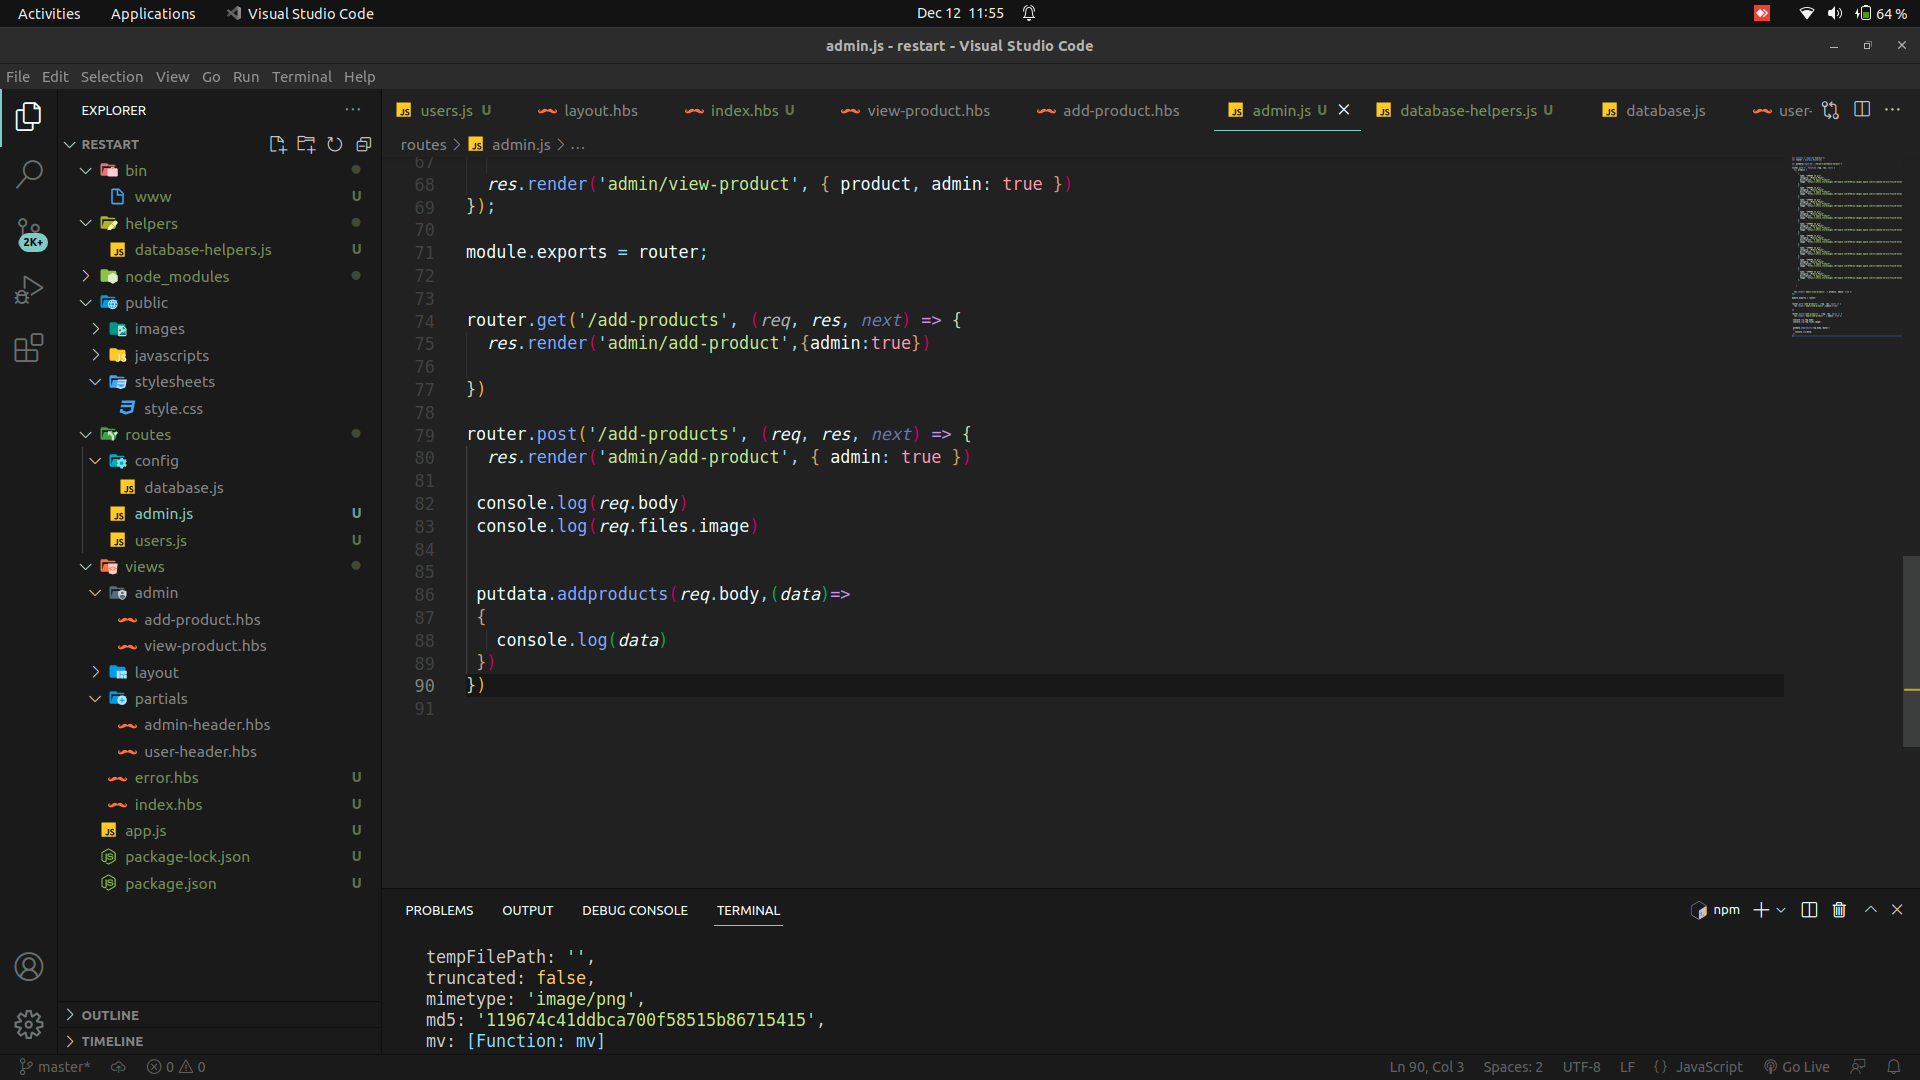 Activities Applications Visual Studio Code Dec 12 11:55 64 %
admin.js - restart - Visual Studio Code
File Edit Selection View Go Run Terminal Help
EXPLORER
RESTART
bin
www U
helpers
database-helpers.js U
node_modules
public
images
javascripts
stylesheets
style.css
routes
config
database.js
admin.js U
users.js U
views
admin
add-product.hbs
view-product.hbs
layout
partials
admin-header.hbs
user-header.hbs
error.hbs U
index.hbs U
app.js U
package-lock.json U
package.json U
OUTLINE
TIMELINE
2K+
users.js U layout.hbs index.hbs U view-product.hbs add-product.hbs admin.js U database-helpers.js U database.js user-
routes > admin.js > ...
67
68 res.render('admin/view-product', { product, admin: true })
69 });
70
71 module.exports = router;
72
73
74 router.get('/add-products', (req, res, next) => {
75 res.render('admin/add-product',{admin:true})
76
77 })
78
79 router.post('/add-products', (req, res, next) => {
80 res.render('admin/add-product', { admin: true })
81
82 console.log(req.body)
83 console.log(req.files.image)
84
85
86 putdata.addproducts(req.body,(data)=>
87 {
88 console.log(data)
89 })
90 })
91
PROBLEMS OUTPUT DEBUG CONSOLE TERMINAL npm
tempFilePath: '',
truncated: false,
mimetype: 'image/png',
md5: '119674c41ddbca700f58515b86715415',
mv: [Function: mv]
master* 0 0 Ln 90, Col 3 Spaces: 2 UTF-8 LF {} JavaScript Go Live